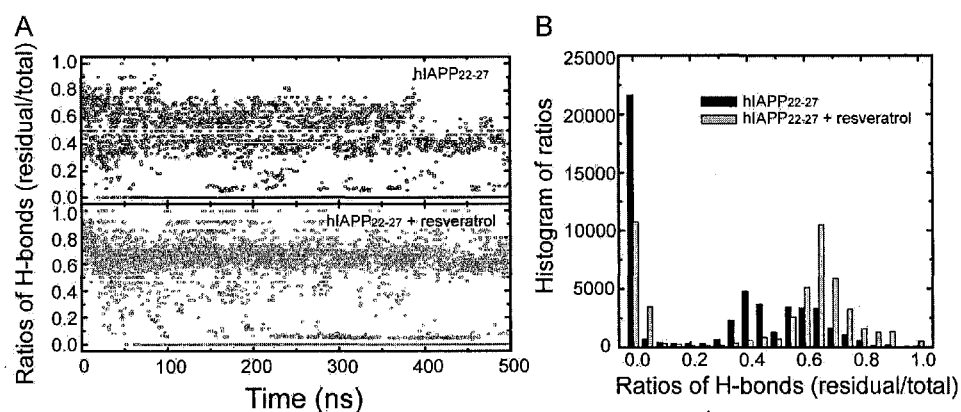 A
Ratios of H-bonds (residual/total)
1.0
0.8
0.6
0.4
0.2
0.0
hIAPP22-27
1.0
0.8
0.6
0.4
0.2
0.0
hIAPP22-27 + resveratrol
0 100 200 300 400 500
Time (ns)
B
Histogram of ratios
25000
20000
15000
10000
5000
0
hIAPP22-27
hIAPP22-27 + resveratrol
0.0 0.2 0.4 0.6 0.8 1.0
Ratios of H-bonds (residual/total)